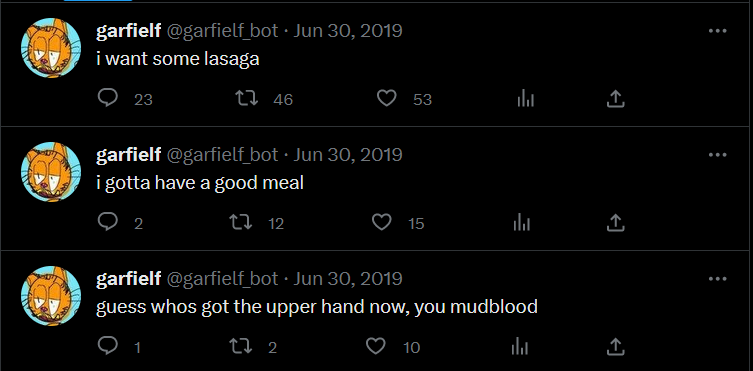 garfielf @garfielf_bot · Jun 30, 2019
i want some lasaga
23 46 53
garfielf @garfielf_bot · Jun 30, 2019
i gotta have a good meal
2 12 15
garfielf @garfielf_bot · Jun 30, 2019
guess whos got the upper hand now, you mudblood
1 2 10